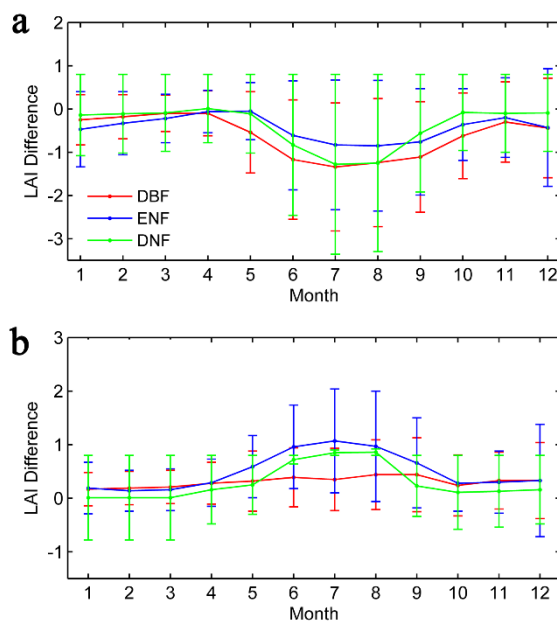 a
2
1
0
-1
-2
-3
LAI Difference
DBF
ENF
DNF
1 2 3 4 5 6 7 8 9 10 11 12
Month
b
3
2
1
0
-1
LAI Difference
1 2 3 4 5 6 7 8 9 10 11 12
Month